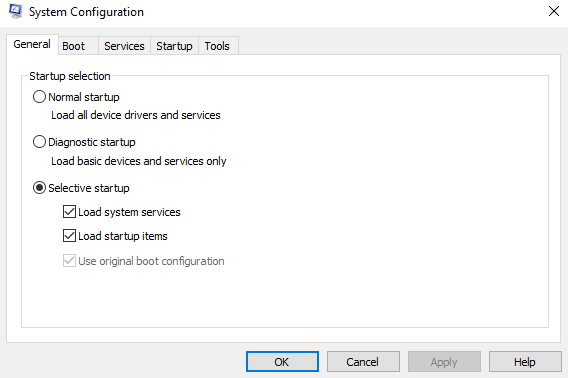 System Configuration
General Boot Services Startup Tools
Startup selection
Normal startup
Load all device drivers and services
Diagnostic startup
Load basic devices and services only
Selective startup
Load system services
Load startup items
Use original boot configuration
OK Cancel Apply Help